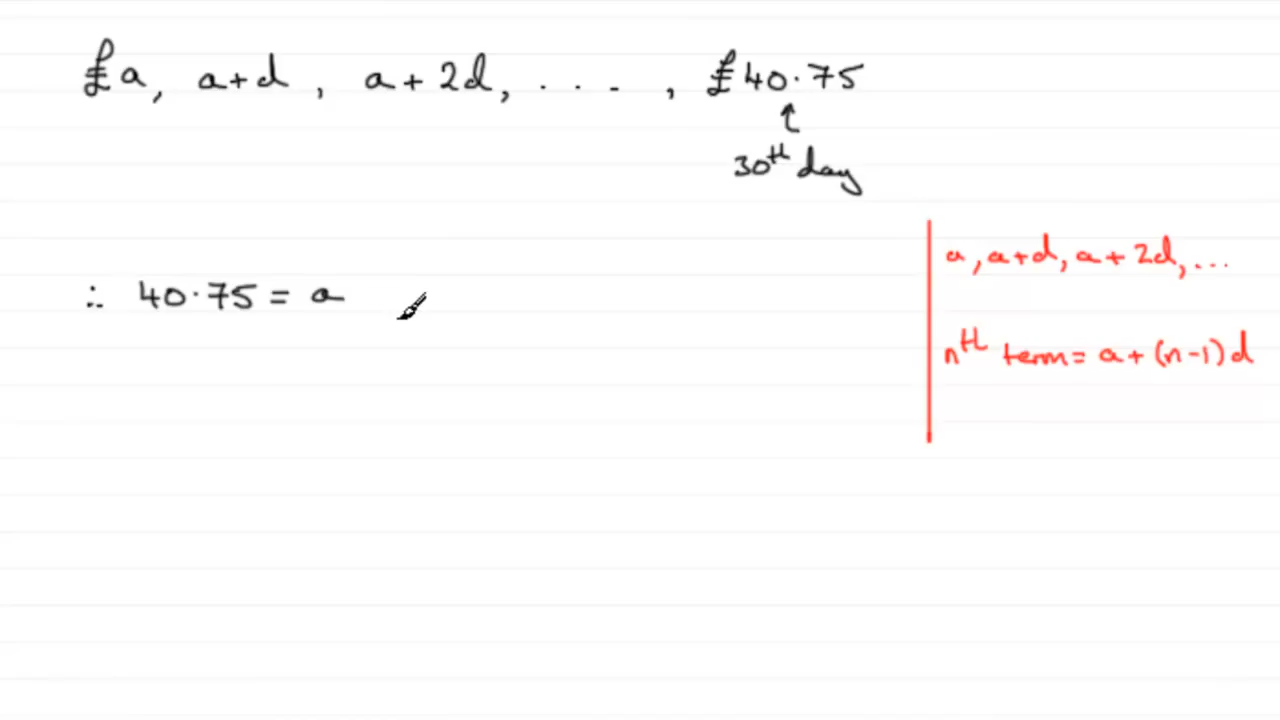 £a, a+d, a+2d, . . . , £40·75
30th day
a, a+d, a+2d, ...
∴ 40·75 = a
nth term = a+(n-1)d